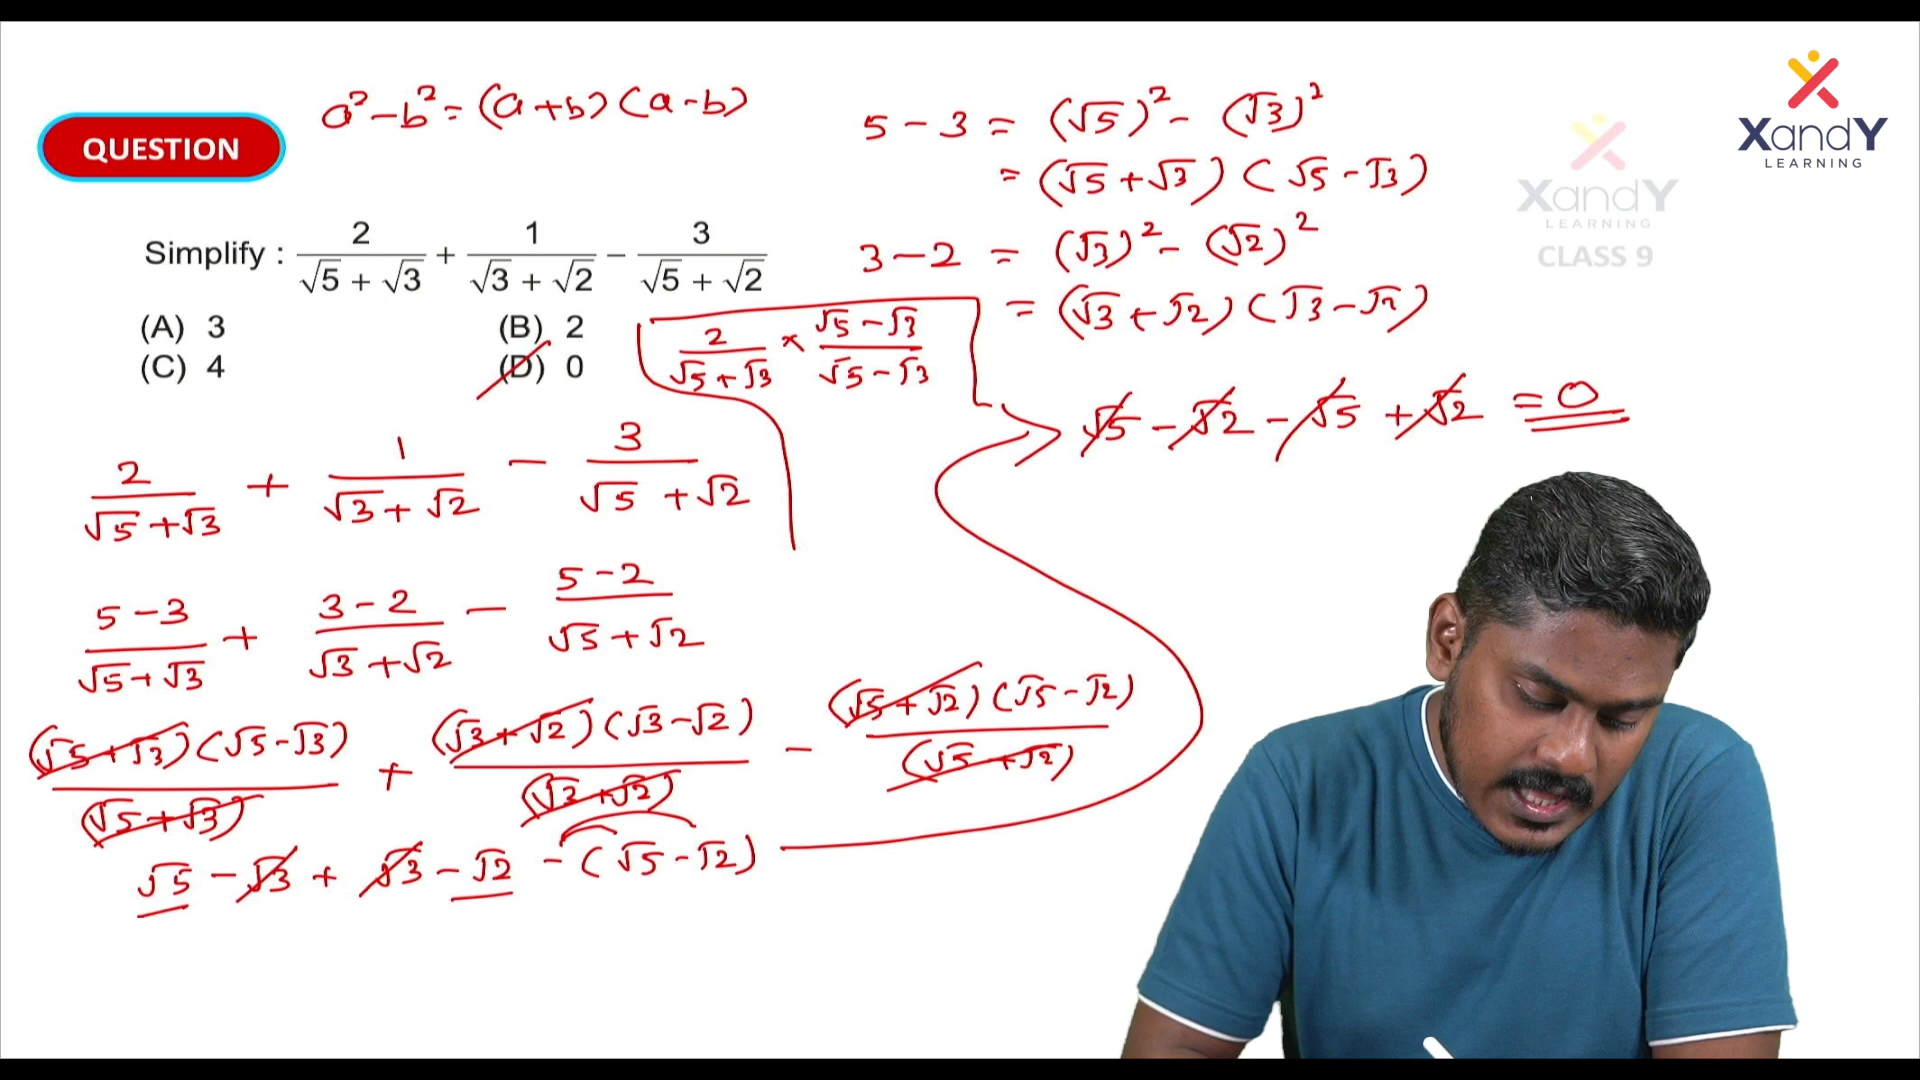 a² - b² = (a + b) (a - b)
QUESTION
Simplify : 2/(√5 + √3) + 1/(√3 + √2) − 3/(√5 + √2)
(A) 3
(B) 2
(C) 4
(D) 0
5 - 3 = (√5)² - (√3)²
= (√5 + √3) (√5 - √3)
3 - 2 = (√3)² - (√2)²
= (√3 + √2) (√3 - √2)
XandY
LEARNING
XandY
LEARNING
CLASS 9
2/(√5 + √3) × (√5 - √3)/(√5 - √3)
√5 - √2 - √5 + √2 = 0
2/(√5 + √3) + 1/(√3 + √2) - 3/(√5 + √2)
5 - 3/(√5 + √3) + 3 - 2/(√3 + √2) - 5 - 2/(√5 + √2)
(√5 + √3) (√5 - √3)/(√5 + √3) + (√3 + √2) (√3 - √2)/(√3 + √2) - (√5 + √2) (√5 - √2)/(√5 + √2)
√5 - √3 + √3 - √2 - (√5 - √2)